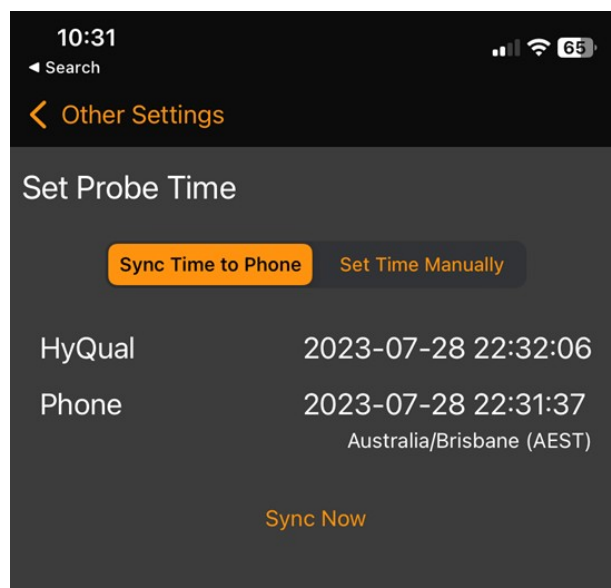 10:31
◀ Search
65
Other Settings
Set Probe Time
Sync Time to Phone Set Time Manually
HyQual 2023-07-28 22:32:06
Phone 2023-07-28 22:31:37
Australia/Brisbane (AEST)
Sync Now